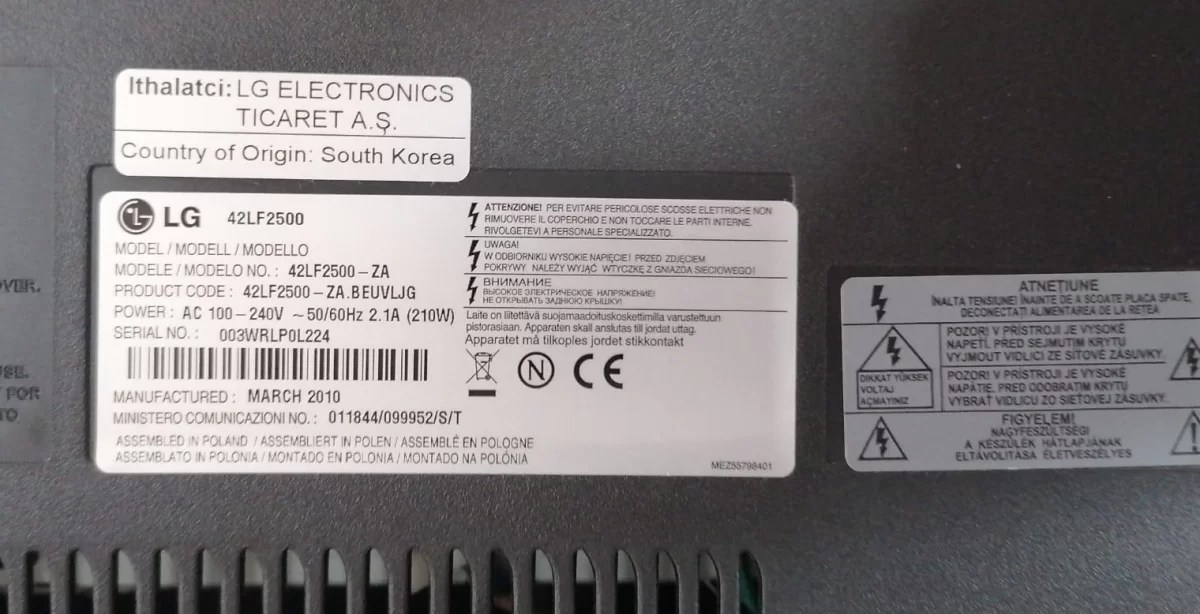 Ithalatci: LG ELECTRONICS
TICARET A.Ş.
Country of Origin: South Korea
LG 42LF2500
MODEL / MODELL / MODELLO
MODELE / MODELO NO. : 42LF2500-ZA
PRODUCT CODE : 42LF2500-ZA.BEUVLJG
POWER : AC 100-240V ~50/60Hz 2.1A (210W)
SERIAL NO. : 003WRLP0L224
MANUFACTURED : MARCH 2010
MINISTERO COMUNICAZIONI NO. : 011844/099952/S/T
ASSEMBLED IN POLAND / ASSEMBLIERT IN POLEN / ASSEMBLÉ EN POLOGNE
ASSEMBLATO IN POLONIA / MONTADO EN POLONIA / MONTADO NA POLÓNIA
ATTENZIONE! PER EVITARE PERICOLOSE SCOSSE ELETTRICHE NON
RIMUOVERE IL COPERCHIO E NON TOCCARE LE PARTI INTERNE.
RIVOLGETEVI A PERSONALE SPECIALIZZATO.
UWAGA!
W ODBIORNIKU WYSOKIE NAPIĘCIE! PRZED ZDJĘCIEM
POKRYWY NALEŻY WYJĄĆ WTYCZKĘ Z GNIAZDA SIECIOWEGO!
ВНИМАНИЕ
ВЫСОКОЕ ЭЛЕКТРИЧЕСКОЕ НАПРЯЖЕНИЕ!
НЕ ОТКРЫВАТЬ ЗАДНЮЮ КРЫШКУ!
Laite on liitettävä suojamaadoituskoskettimilla varustettuun
pistorasiaan. Apparaten skall anslutas till jordat uttag.
Apparatet må tilkoples jordet stikkontakt
N CE
MEZ55798401
ATNEȚIUNE
ÎNALTA TENSIUNE! ÎNAINTE DE A SCOATE PLACA SPATE,
DECONECTAȚI ALIMENTAREA DE LA REȚEA
POZOR! V PŘÍSTROJI JE VYSOKÉ
NAPĚTÍ. PŘED SEJMUTÍM KRYTU
VYJMOUT VIDLICI ZE SÍŤOVÉ ZÁSUVKY.
DIKKAT YÜKSEK
VOLTAJ
AÇMAYINIZ
POZOR! V PRÍSTROJI JE VYSOKÉ
NAPÄTIE. PRED ODOBRATIM KRYTU
VYBRAŤ VIDLICU ZO SIEŤOVEJ ZÁSUVKY.
FIGYELEM!
NAGYFESZÜLTSÉG!
A KÉSZÜLÉK HÁTLAPJÁNAK
ELTÁVOLÍTÁSA ÉLETVESZÉLYES
FOR
TO